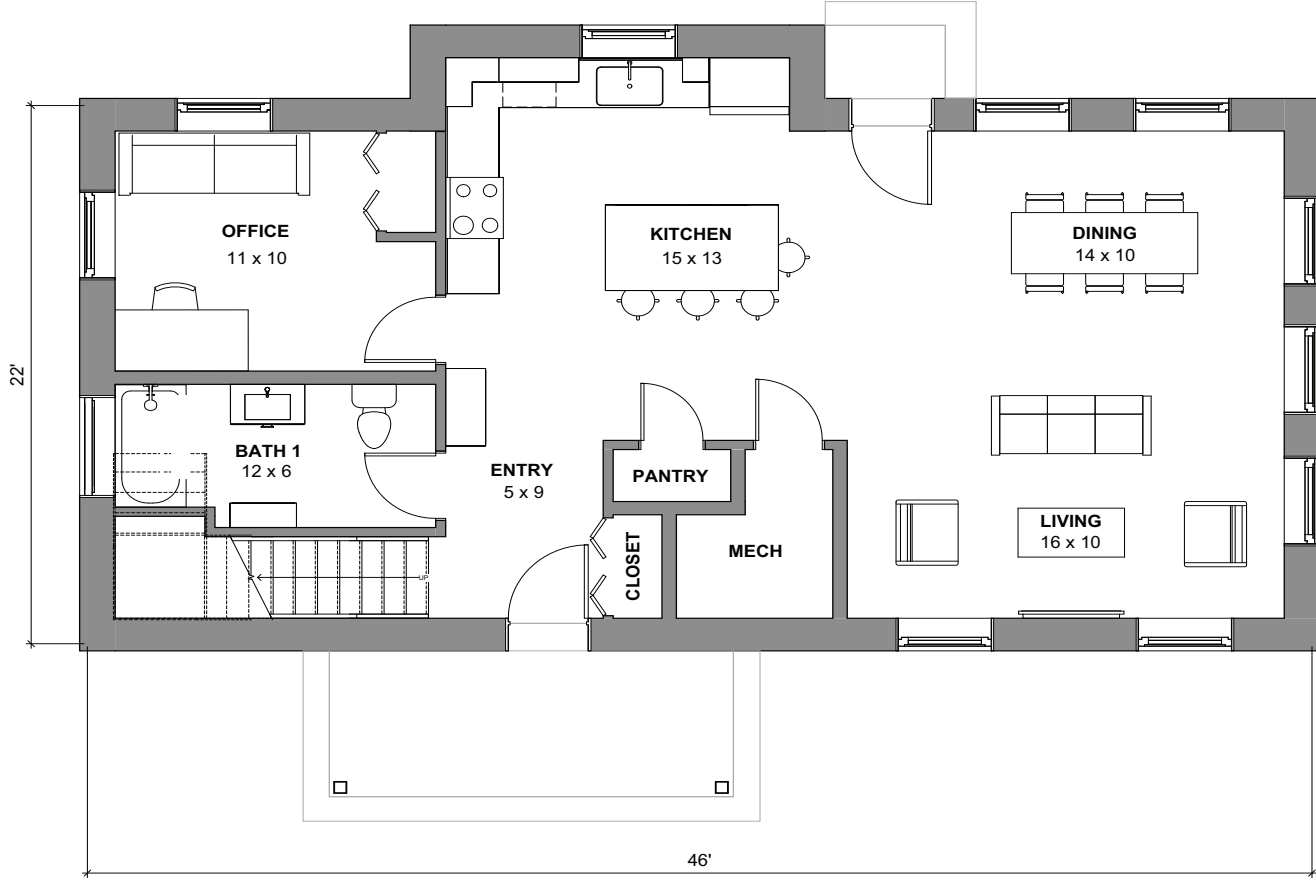 OFFICE
11 x 10
KITCHEN
15 x 13
DINING
14 x 10
22'
BATH 1
12 x 6
ENTRY
5 x 9
PANTRY
CLOSET
MECH
LIVING
16 x 10
UP
46'